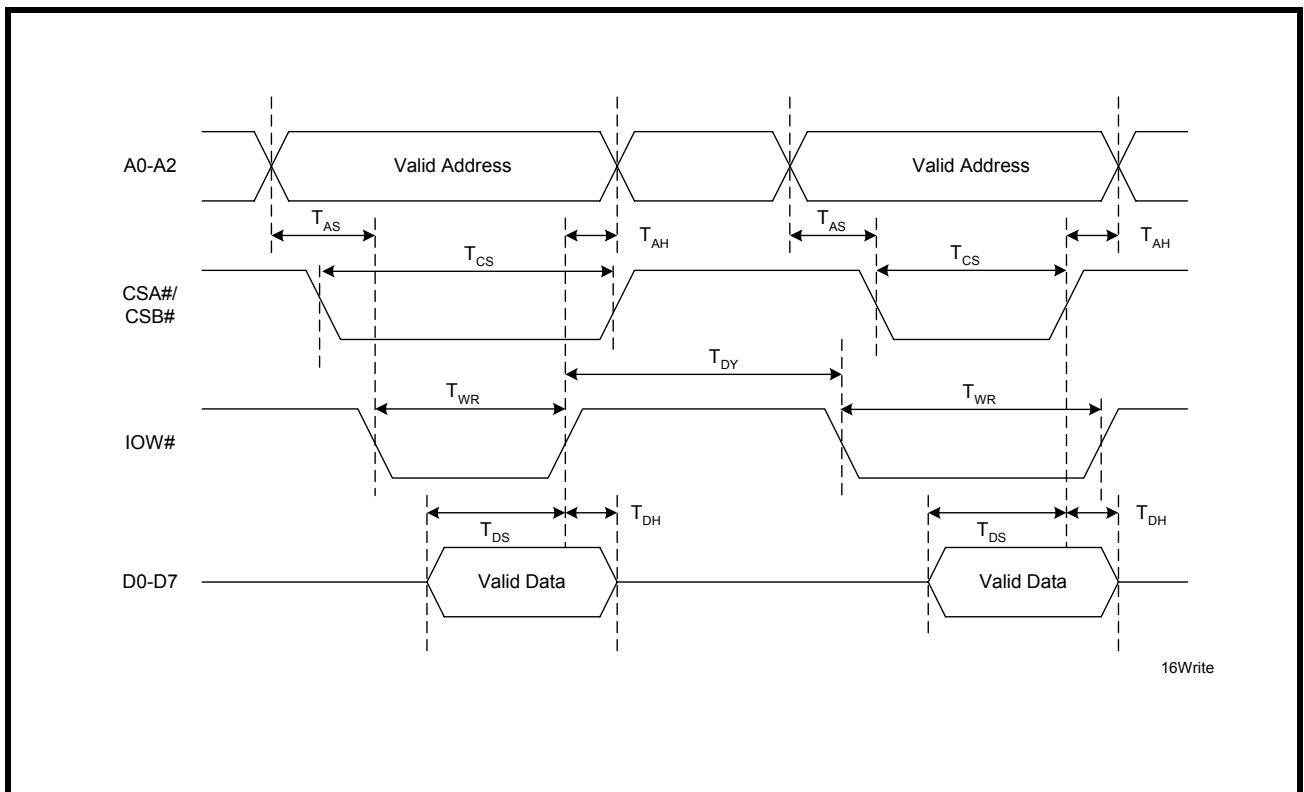 A0-A2
Valid Address
Valid Address
TAS
TAH
TAS
TAH
TCS
TCS
CSA#/
CSB#
TDY
TWR
TWR
IOW#
TDS
TDH
TDS
TDH
D0-D7
Valid Data
Valid Data
16Write